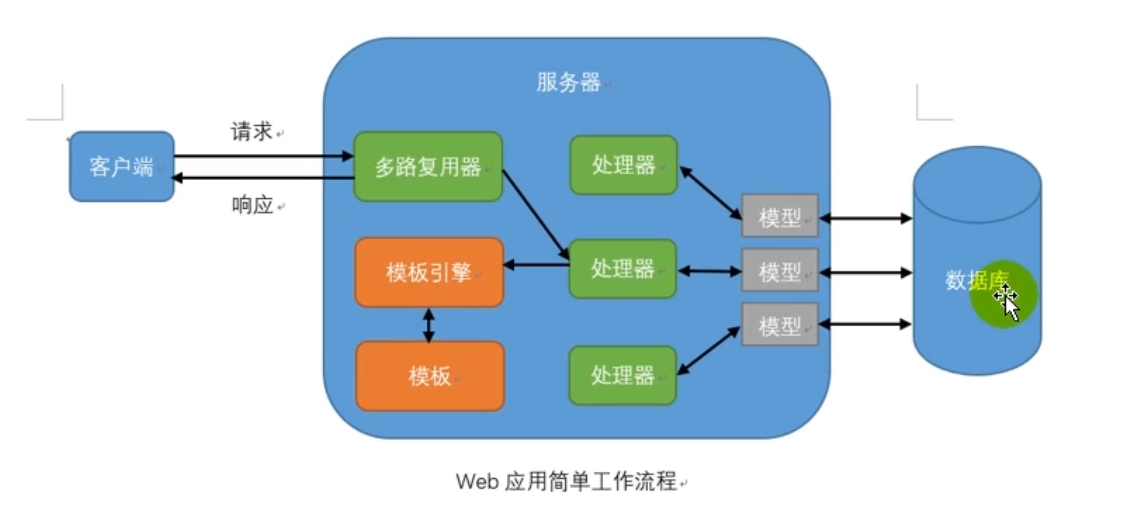 服务器
请求
客户端
多路复用器
处理器
响应
模型
模板引擎
处理器
模型
数据库
模型
模板
处理器
Web 应用简单工作流程